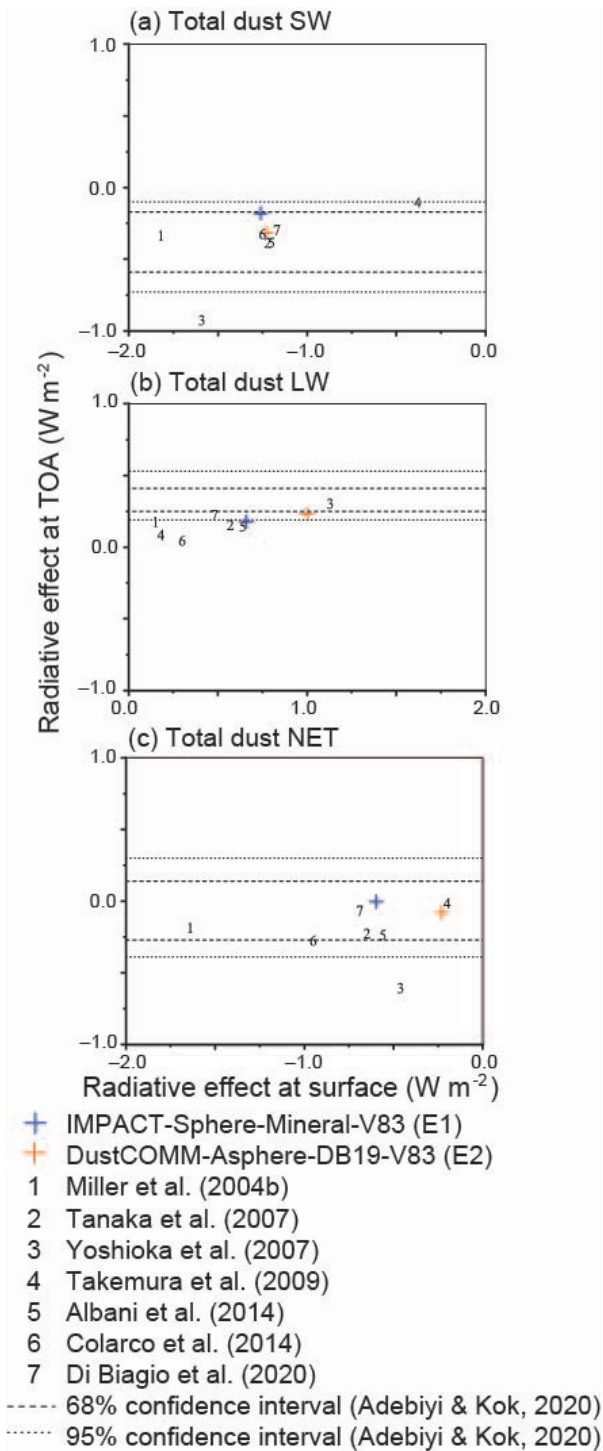 (a) Total dust SW
1.0
0.0
4
6 7
1 2 5
3
–1.0
–2.0 –1.0 0.0
Radiative effect at TOA (W m-2)
(b) Total dust LW
1.0
3
7
1 2 5
4
6
0.0
–1.0
0.0 1.0 2.0
(c) Total dust NET
1.0
0.0
4
7
1 2 5
6
3
–1.0
–2.0 –1.0 0.0
Radiative effect at surface (W m-2)
IMPACT-Sphere-Mineral-V83 (E1)
DustCOMM-Asphere-DB19-V83 (E2)
1 Miller et al. (2004b)
2 Tanaka et al. (2007)
3 Yoshioka et al. (2007)
4 Takemura et al. (2009)
5 Albani et al. (2014)
6 Colarco et al. (2014)
7 Di Biagio et al. (2020)
68% confidence interval (Adebiyi & Kok, 2020)
95% confidence interval (Adebiyi & Kok, 2020)